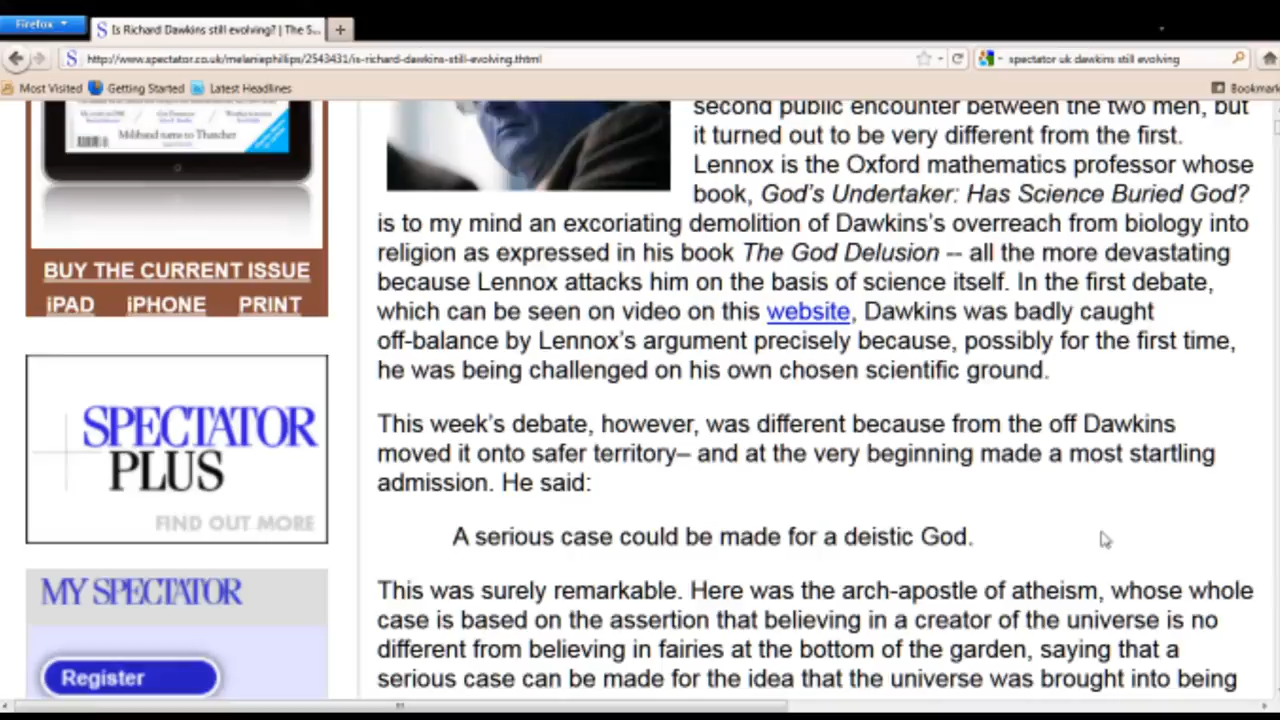 Firefox
Is Richard Dawkins still evolving? | The S...
http://www.spectator.co.uk/melaniephillips/2543431/is-richard-dawkins-still-evolving.thtml
spectator uk dawkins still evolving
Most Visited
Getting Started
Latest Headlines
Bookmark
Miliband turns to Thatcher
BUY THE CURRENT ISSUE
iPAD iPHONE PRINT
SPECTATOR
PLUS
FIND OUT MORE
MY SPECTATOR
Register
second public encounter between the two men, but
it turned out to be very different from the first.
Lennox is the Oxford mathematics professor whose
book, God’s Undertaker: Has Science Buried God?
is to my mind an excoriating demolition of Dawkins’s overreach from biology into
religion as expressed in his book The God Delusion -- all the more devastating
because Lennox attacks him on the basis of science itself. In the first debate,
which can be seen on video on this website, Dawkins was badly caught
off-balance by Lennox’s argument precisely because, possibly for the first time,
he was being challenged on his own chosen scientific ground.
This week’s debate, however, was different because from the off Dawkins
moved it onto safer territory– and at the very beginning made a most startling
admission. He said:
A serious case could be made for a deistic God.
This was surely remarkable. Here was the arch-apostle of atheism, whose whole
case is based on the assertion that believing in a creator of the universe is no
different from believing in fairies at the bottom of the garden, saying that a
serious case can be made for the idea that the universe was brought into being